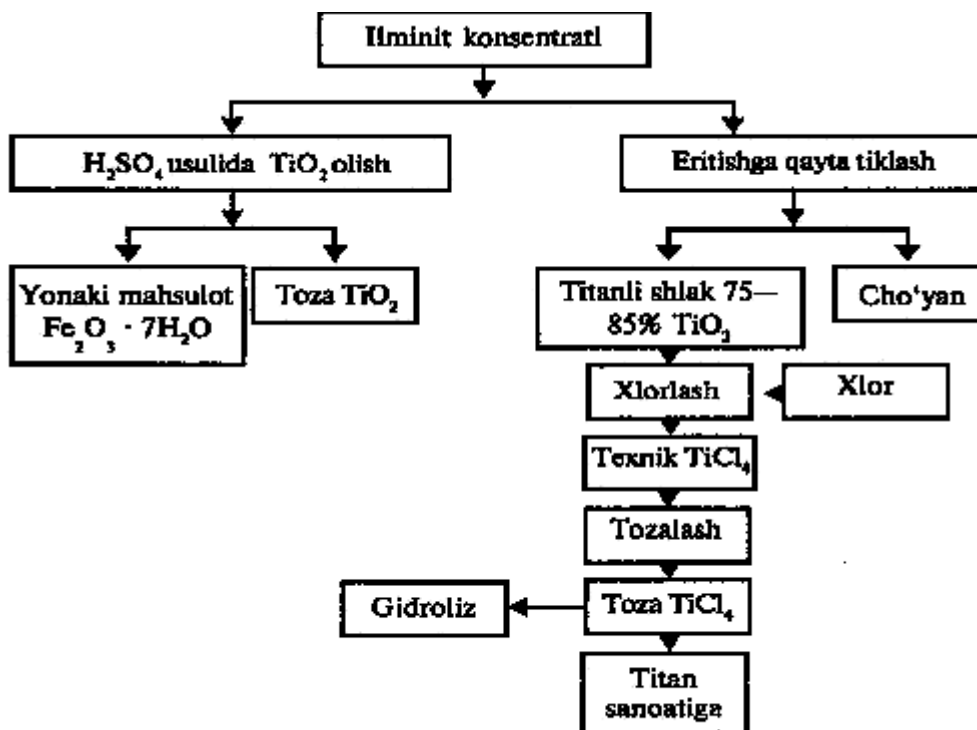 Ilminit konsentrati
H₂SO₄ usulida TiO₂ olish
Eritishga qayta tiklash
Yonaki mahsulot
Fe₂O₃ · 7H₂O
Toza TiO₂
Titanli shlak 75—
85% TiO₂
Cho‘yan
Xlorlash
Xlor
Texnik TiCl₄
Tozalash
Gidroliz
Toza TiCl₄
Titan
sanoatiga